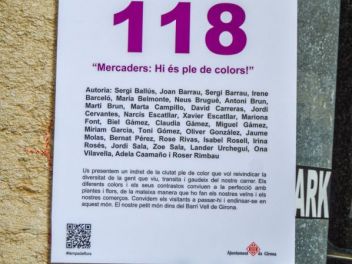 118
“Mercaders: Hi és ple de colors!”
Autoria: Sergi Ballús, Joan Barrau, Sergi Barrau, Irene
Barceló, Maria Belmonte, Neus Brugué, Antoni Brun,
Martí Brun, Marta Campillo, David Carreras, Jordi
Cervantes, Narcís Escatllar, Xavier Escatllar, Mariona
Font, Biel Gámez, Claudia Gámez, Miguel Gámez,
Miriam García, Toni Gómez, Oliver González, Jaume
Molas, Bernat Pérez, Rose Rivas, Isabel Rosell, Irina
Rosés, Jordi Sala, Zoe Sala, Lander Urchegui, Ona
Vilavella, Adela Caamaño i Roser Rimbau
Us presentem un indret de la ciutat ple de color que vol reivindicar la
diversitat de la gent que viu, transita i gaudeix del nostre carrer. Els
diferents colors i els seus contrastos conviuen a la perfecció amb
plantes i flors, de la mateixa manera que ho fan els nostres veïns i els
nostres comerços. Convidem els visitants a passar-hi i endinsar-se en
aquest món. El nostre petit món dins del Barri Vell de Girona.
#tempsdeflors
Ajuntament de Girona
ARK